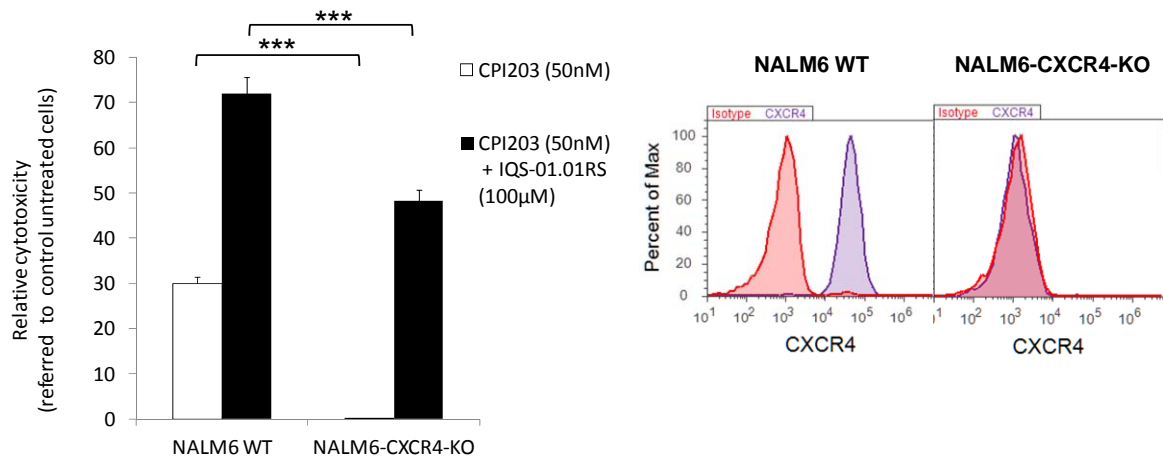 ***
***
80
70
60
50
40
30
20
10
0
Relative cytotoxicity
(referred to control untreated cells)
NALM6 WT
NALM6-CXCR4-KO
CPI203 (50nM)
CPI203 (50nM)
+ IQS-01.01RS
(100µM)
NALM6 WT
NALM6-CXCR4-KO
Isotype CXCR4
Isotype CXCR4
Percent of Max
100
80
60
40
20
0
10¹ 10² 10³ 10⁴ 10⁵ 10⁶
10¹ 10² 10³ 10⁴ 10⁵ 10⁶
CXCR4
CXCR4